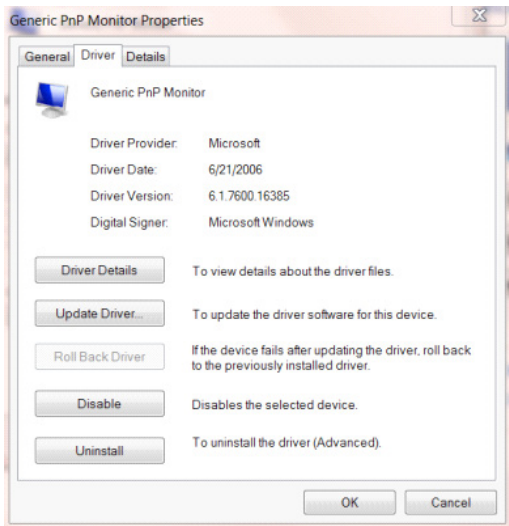 Generic PnP Monitor Properties
General Driver Details
Generic PnP Monitor
Driver Provider: Microsoft
Driver Date: 6/21/2006
Driver Version: 6.1.7600.16385
Digital Signer: Microsoft Windows
Driver Details To view details about the driver files.
Update Driver... To update the driver software for this device.
Roll Back Driver If the device fails after updating the driver, roll back
to the previously installed driver.
Disable Disables the selected device.
Uninstall To uninstall the driver (Advanced).
OK Cancel